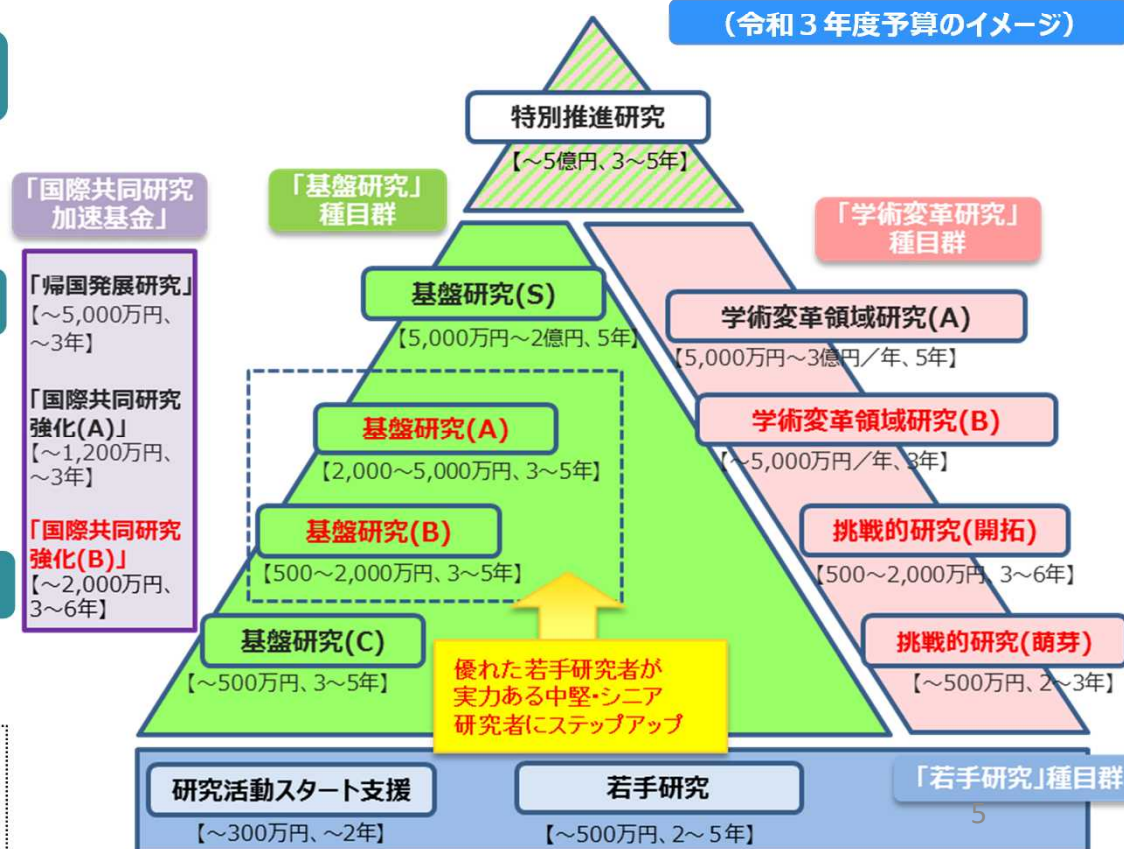 （令和３年度予算のイメージ）
特別推進研究
【～5億円、3～5年】
「国際共同研究
加速基金」
「基盤研究」
種目群
「学術変革研究」
種目群
「帰国発展研究」
【～5,000万円、
～3年】
「国際共同研究
強化(A)」
【～1,200万円、
～3年】
「国際共同研究
強化(B)」
【～2,000万円、
3～6年】
基盤研究(S)
【5,000万円～2億円、5年】
基盤研究(A)
【2,000～5,000万円、3～5年】
基盤研究(B)
【500～2,000万円、3～5年】
基盤研究(C)
【～500万円、3～5年】
優れた若手研究者が
実力ある中堅・シニア
研究者にステップアップ
学術変革領域研究(A)
【5,000万円～3億円／年、5年】
学術変革領域研究(B)
【～5,000万円／年、3年】
挑戦的研究(開拓)
【500～2,000万円、3～6年】
挑戦的研究(萌芽)
【～500万円、2～3年】
「若手研究」種目群
研究活動スタート支援
【～300万円、～2年】
若手研究
【～500万円、2～5年】
5